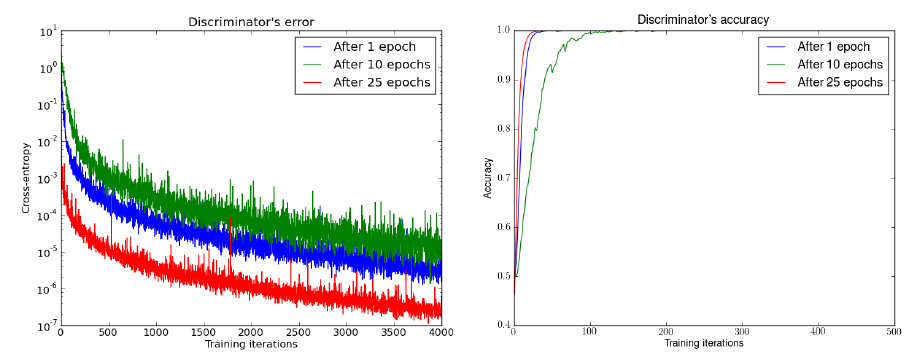 Discriminator's error
10^1
10^0
10^-1
10^-2
10^-3
10^-4
10^-5
10^-6
10^-7
Cross-entropy
0 500 1000 1500 2000 2500 3000 3500 4000
Training iterations
After 1 epoch
After 10 epochs
After 25 epochs
Discriminator's accuracy
1.0
0.9
0.8
0.7
0.6
0.5
0.4
Accuracy
0 100 200 300 400 500
Training iterations
After 1 epoch
After 10 epochs
After 25 epochs